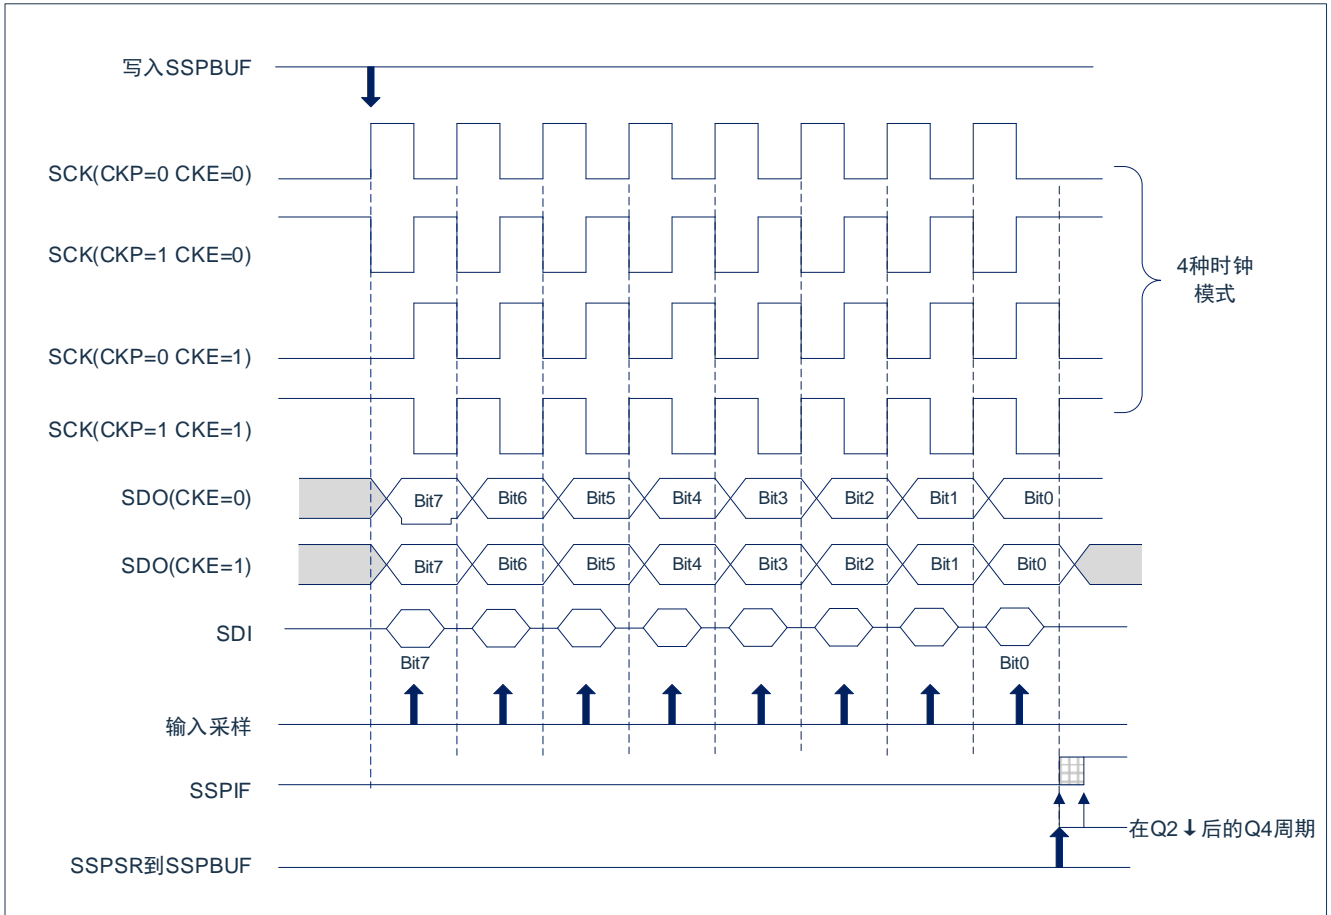 写入SSPBUF
SCK(CKP=0 CKE=0)
SCK(CKP=1 CKE=0)
4种时钟
模式
SCK(CKP=0 CKE=1)
SCK(CKP=1 CKE=1)
SDO(CKE=0)
Bit7 Bit6 Bit5 Bit4 Bit3 Bit2 Bit1 Bit0
SDO(CKE=1)
Bit7 Bit6 Bit5 Bit4 Bit3 Bit2 Bit1 Bit0
SDI
Bit7 Bit0
输入采样
SSPIF
在Q2↓后的Q4周期
SSPSR到SSPBUF